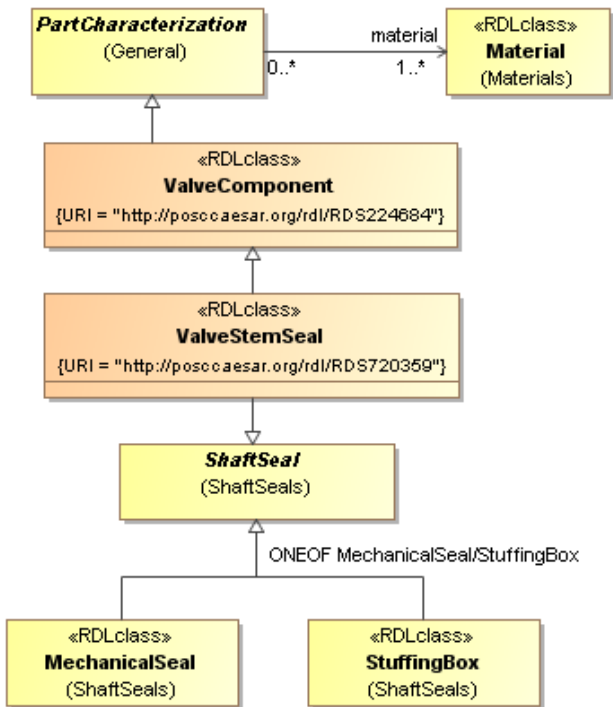 PartCharacterization
(General)
material
0..*
1..*
«RDLclass»
Material
(Materials)
«RDLclass»
ValveComponent
{URI = "http://posccaesar.org/rdl/RDS224684"}
«RDLclass»
ValveStemSeal
{URI = "http://posccaesar.org/rdl/RDS720359"}
ShaftSeal
(ShaftSeals)
ONEOF MechanicalSeal/StuffingBox
«RDLclass»
MechanicalSeal
(ShaftSeals)
«RDLclass»
StuffingBox
(ShaftSeals)